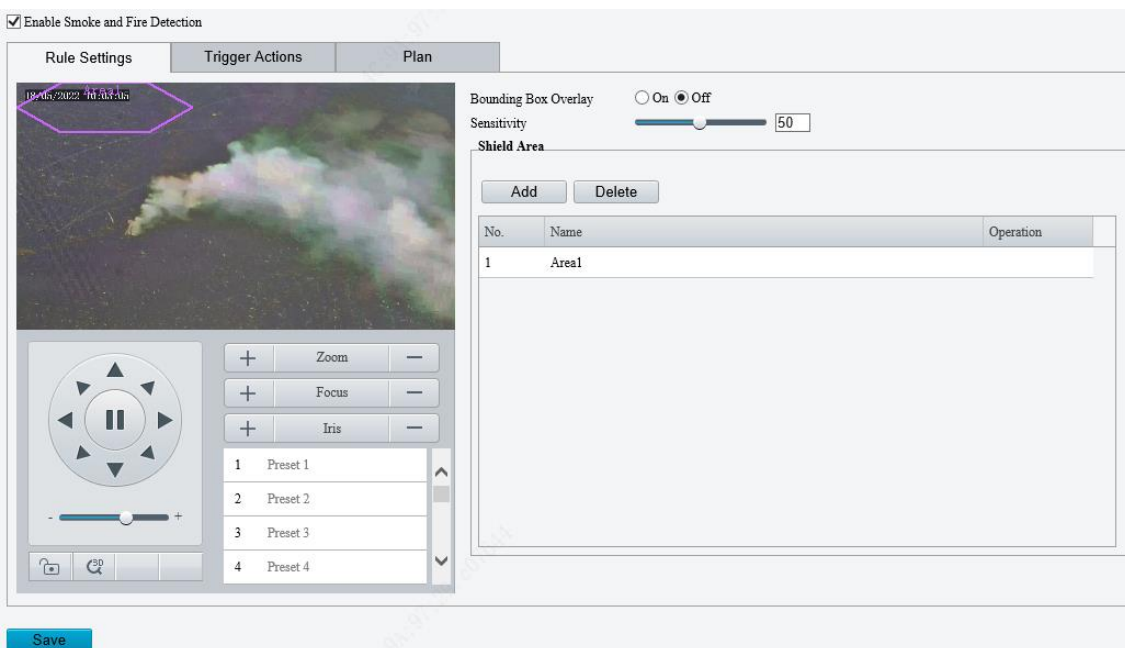 Enable Smoke and Fire Detection
Rule Settings
Trigger Actions
Plan
Area1
Bounding Box Overlay
On
Off
Sensitivity
50
Shield Area
Add
Delete
No.
Name
Operation
1
Area1
+
Zoom
−
+
Focus
−
+
Iris
−
1
Preset 1
2
Preset 2
3
Preset 3
4
Preset 4
-
+
3D
Save